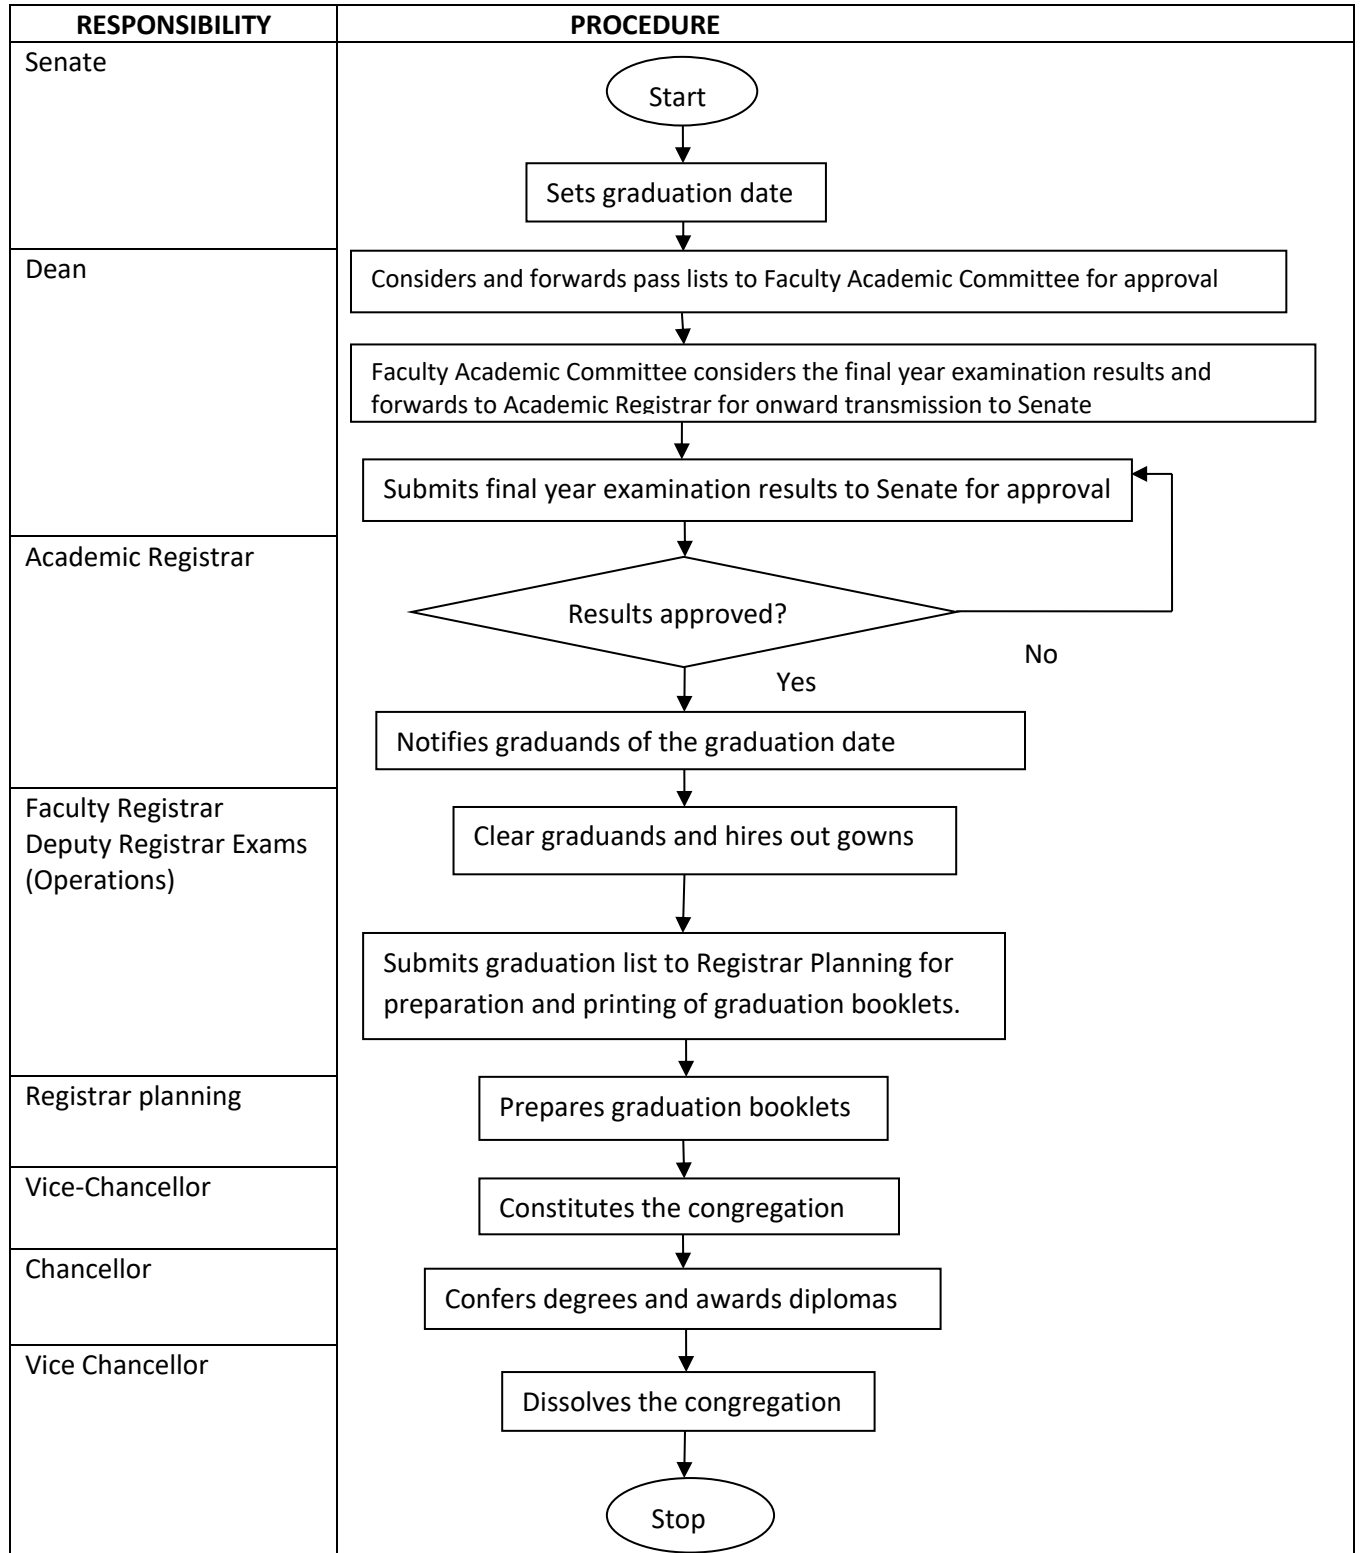 RESPONSIBILITY
PROCEDURE
Senate
Start
Sets graduation date
Dean
Considers and forwards pass lists to Faculty Academic Committee for approval
Faculty Academic Committee considers the final year examination results and
forwards to Academic Registrar for onward transmission to Senate
Submits final year examination results to Senate for approval
Academic Registrar
Results approved?
No
Yes
Notifies graduands of the graduation date
Faculty Registrar
Deputy Registrar Exams
(Operations)
Clear graduands and hires out gowns
Submits graduation list to Registrar Planning for
preparation and printing of graduation booklets.
Registrar planning
Prepares graduation booklets
Vice-Chancellor
Constitutes the congregation
Chancellor
Confers degrees and awards diplomas
Vice Chancellor
Dissolves the congregation
Stop